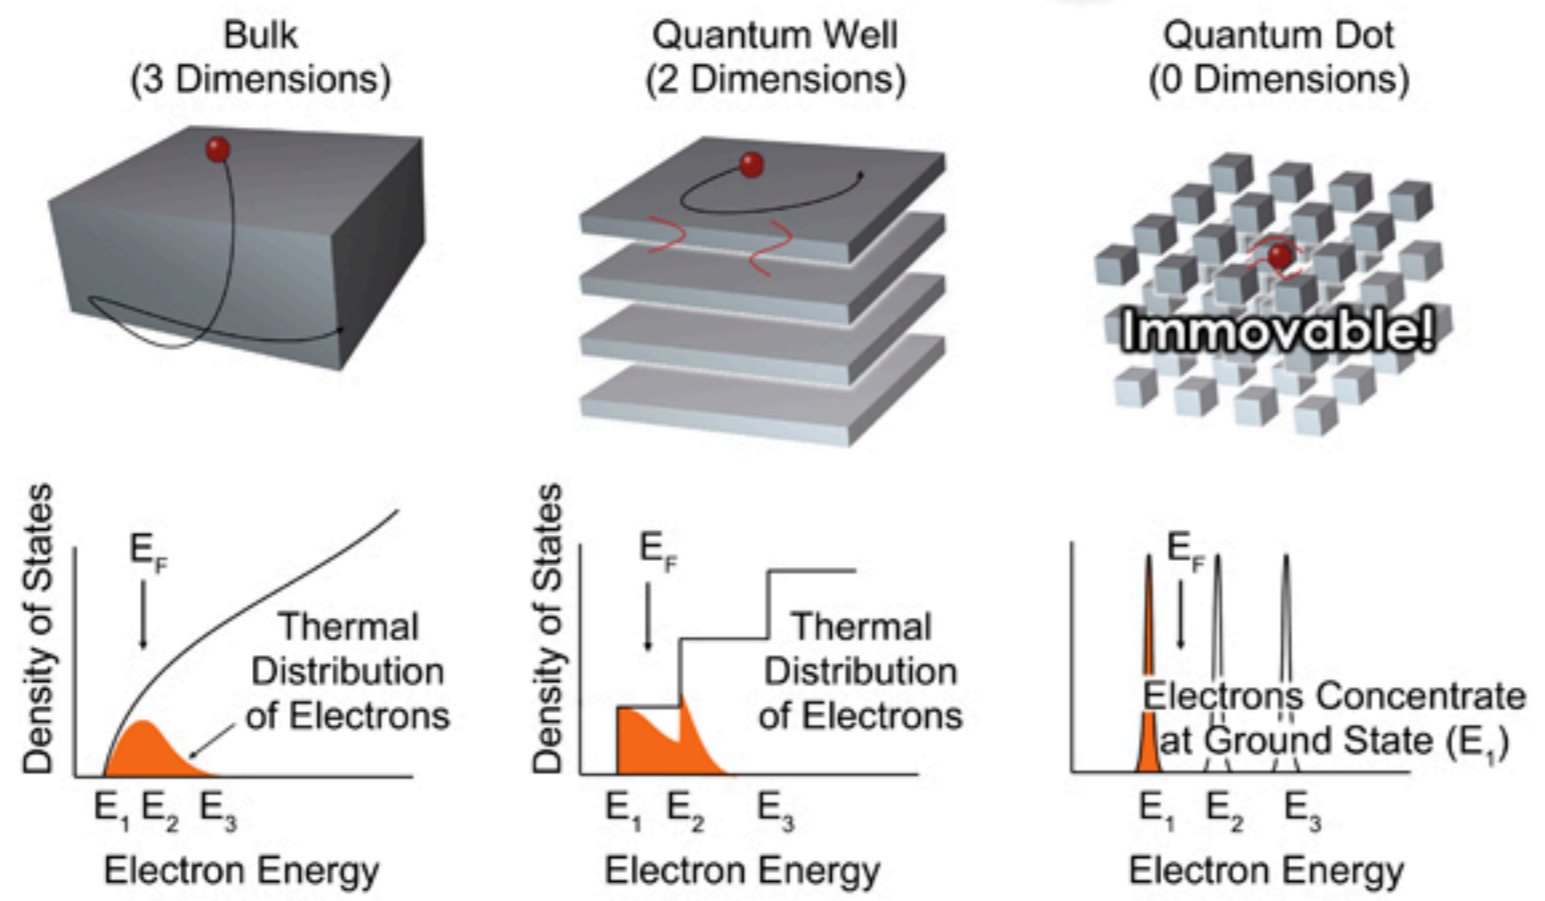 Bulk
(3 Dimensions)
Quantum Well
(2 Dimensions)
Quantum Dot
(0 Dimensions)
Immovable!
Density of States
E_F
Thermal
Distribution
of Electrons
E_1 E_2 E_3
Electron Energy
Density of States
E_F
Thermal
Distribution
of Electrons
E_1 E_2 E_3
Electron Energy
E_F
Electrons Concentrate
at Ground State (E_1)
E_1 E_2 E_3
Electron Energy